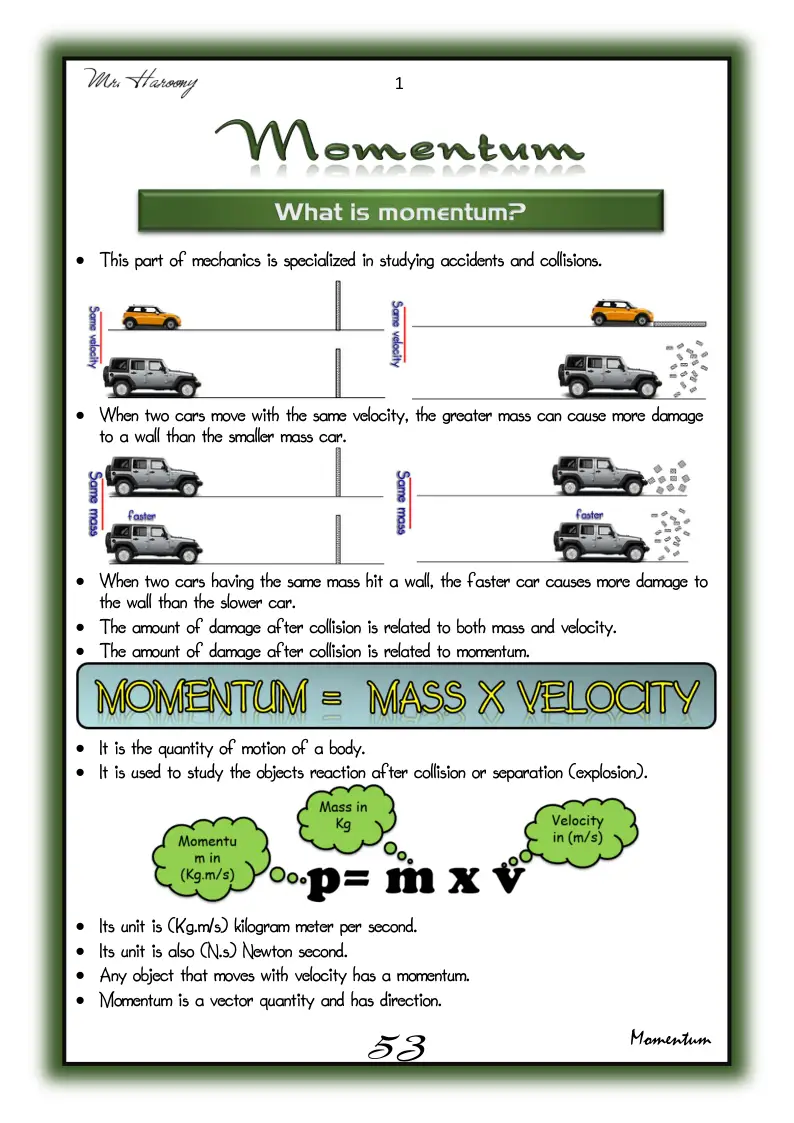 Mr. Haroony
1
Momentum
What is momentum?
• This part of mechanics is specialized in studying accidents and collisions.
Same velocity
Same velocity
• When two cars move with the same velocity, the greater mass can cause more damage
to a wall than the smaller mass car.
Same mass
faster
Same mass
faster
• When two cars having the same mass hit a wall, the faster car causes more damage to
the wall than the slower car.
• The amount of damage after collision is related to both mass and velocity.
• The amount of damage after collision is related to momentum.
MOMENTUM = MASS X VELOCITY
• It is the quantity of motion of a body.
• It is used to study the objects reaction after collision or separation (explosion).
Momentu
m in
(Kg.m/s)
Mass in
Kg
Velocity
in (m/s)
p= m x v
• Its unit is (Kg.m/s) kilogram meter per second.
• Its unit is also (N.s) Newton second.
• Any object that moves with velocity has a momentum.
• Momentum is a vector quantity and has direction.
53
Momentum